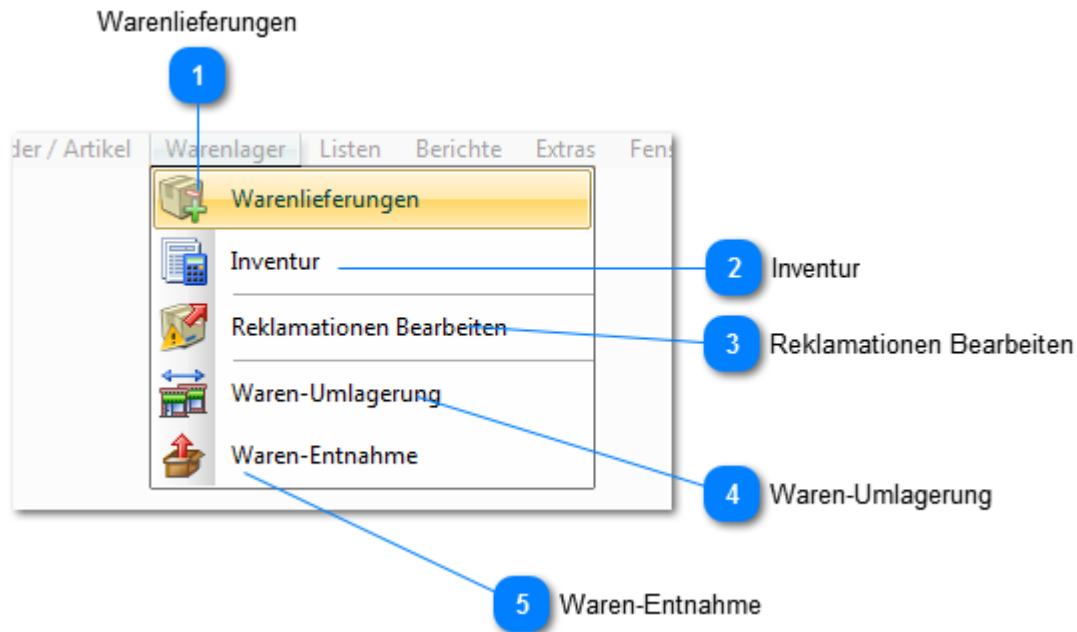 Warenlieferungen
1
der / Artikel Warenlager Listen Berichte Extras Fens
Warenlieferungen
Inventur
2 Inventur
Reklamationen Bearbeiten
3 Reklamationen Bearbeiten
Waren-Umlagerung
Waren-Entnahme
4 Waren-Umlagerung
5 Waren-Entnahme